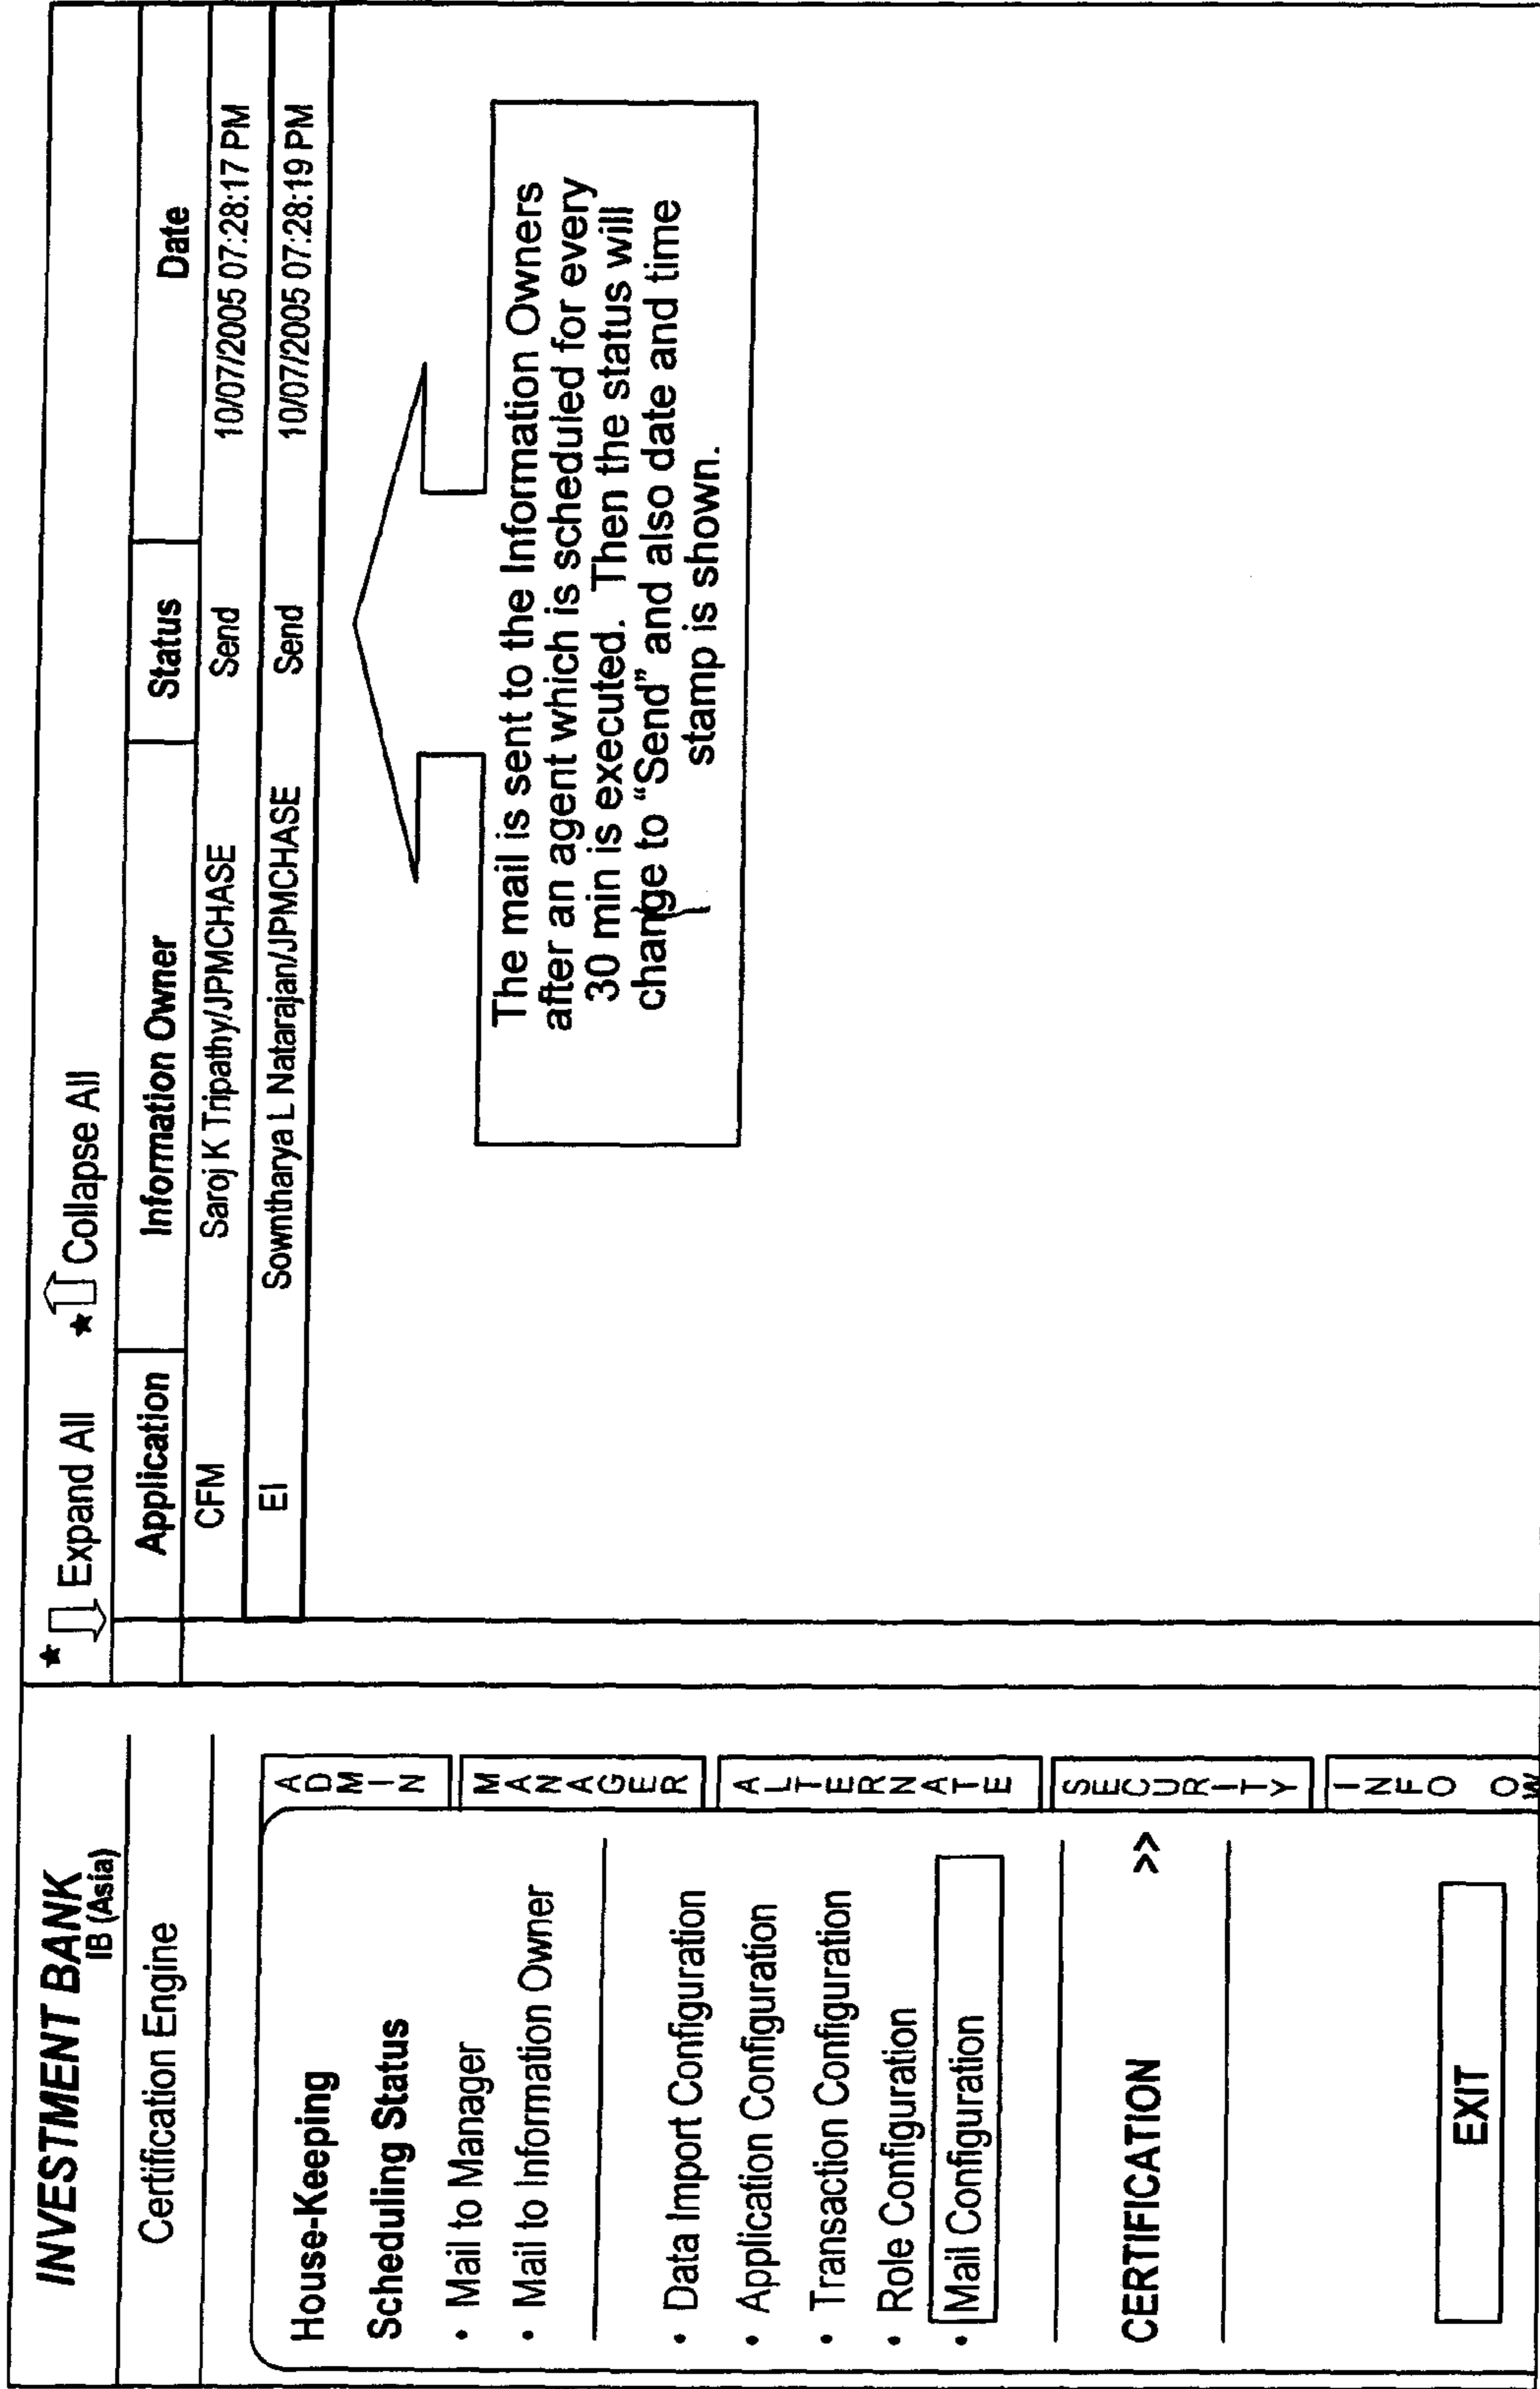 INVESTMENT BANK
IB (Asia)
Certification Engine
House-Keeping
Scheduling Status
• Mail to Manager
• Mail to Information Owner
• Data Import Configuration
• Application Configuration
• Transaction Configuration
• Role Configuration
• Mail Configuration
CERTIFICATION >>
EXIT
ADMIN
MANAGER
ALTERNATE
SECURITY
INFO OW
Expand All Collapse All
Application Information Owner Status Date
CFM Saroj K Tripathy/JPMCHASE Send 10/07/2005 07:28:17 PM
EI Sowntharya L Natarajan/JPMCHASE Send 10/07/2005 07:28:19 PM
The mail is sent to the Information Owners
after an agent which is scheduled for every
30 min is executed. Then the status will
change to “Send” and also date and time
stamp is shown.